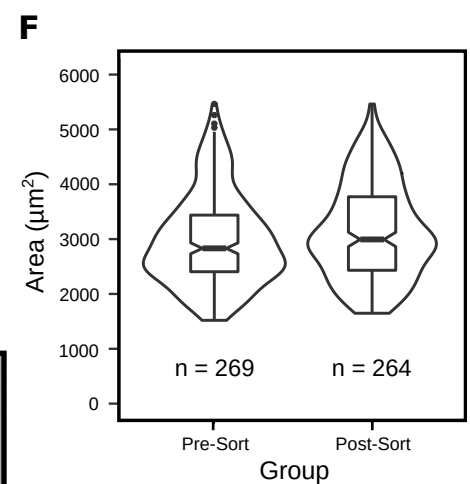 F
6000
5000
4000
3000
2000
1000
0
Area (µm²)
n = 269
n = 264
Pre-Sort
Post-Sort
Group